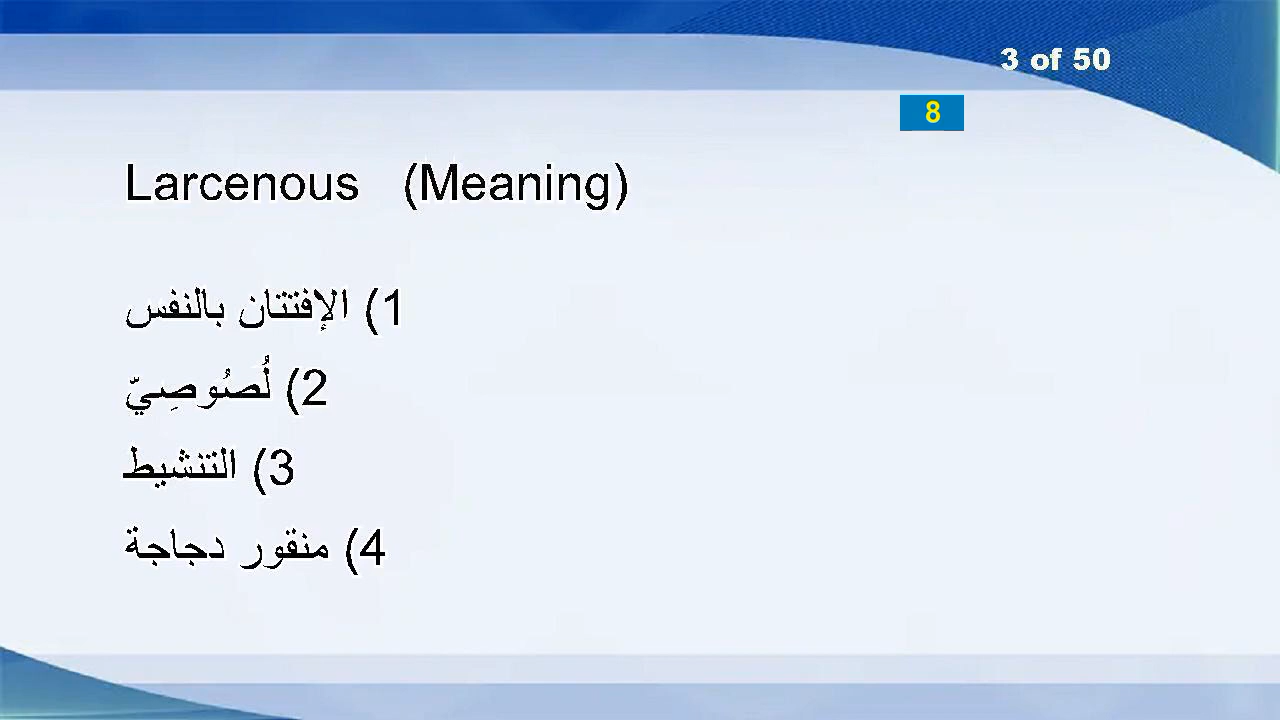 3 of 50
8
Larcenous (Meaning)
1) الإفتتان بالنفس
2) لُصُوصِيّ
3) التنشيط
4) منقور دجاجة